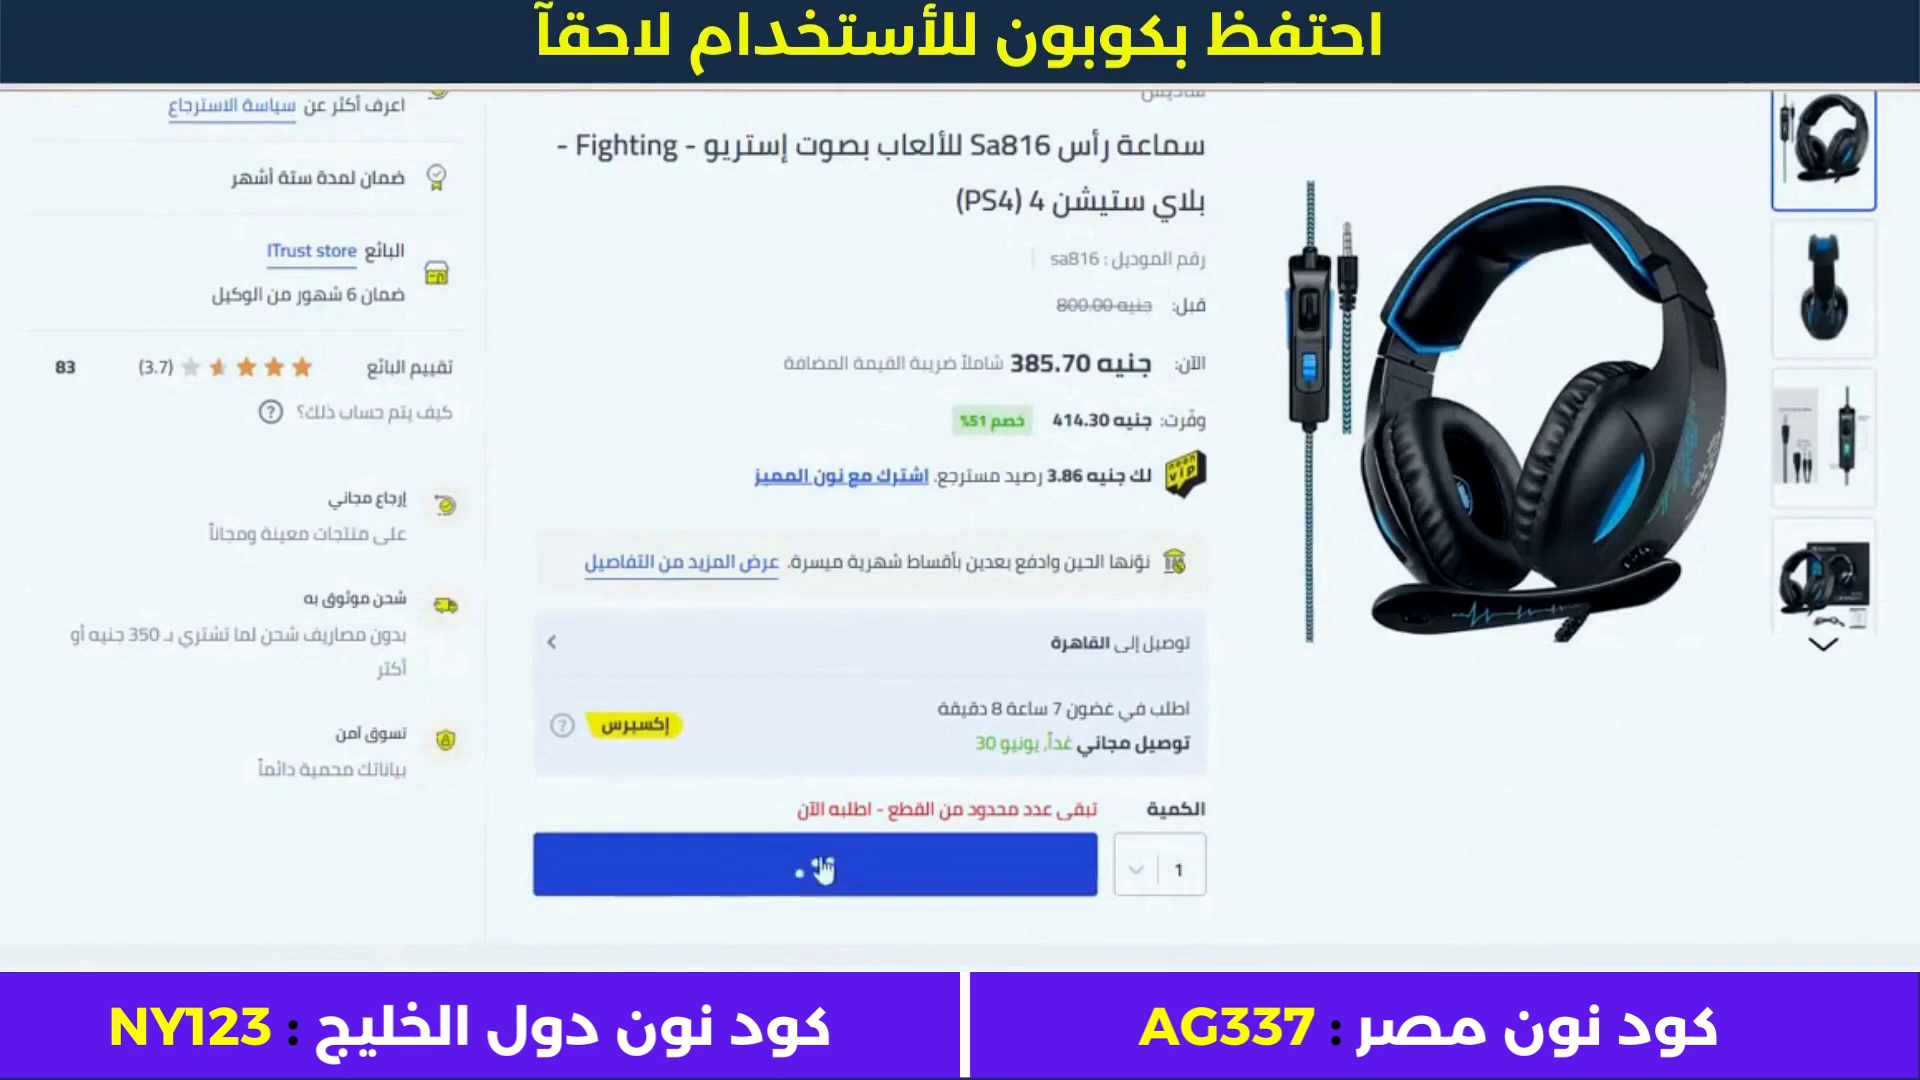 احتفظ بكوبون للأستخدام لاحقآ
ساديس
سماعة رأس Sa816 للألعاب بصوت إستريو - Fighting -
بلاي ستيشن 4 (PS4)
رقم الموديل : sa816
قبل: جنيه 800.00
الآن: جنيه 385.70 شاملاً ضريبة القيمة المضافة
وفّرت: جنيه 414.30 خصم 51%
noon vip لك جنيه 3.86 رصيد مسترجع. اشترك مع نون المميز
نوّنها الحين وادفع بعدين بأقساط شهرية ميسرة. عرض المزيد من التفاصيل
توصيل إلى القاهرة
اطلب في غضون 7 ساعة 8 دقيقة
توصيل مجاني غداً, يونيو 30
إكسبرس
الكمية تبقى عدد محدود من القطع - اطلبه الآن
1
اعرف أكثر عن سياسة الاسترجاع
ضمان لمدة ستة أشهر
البائع ITrust store
ضمان 6 شهور من الوكيل
تقييم البائع (3.7) 83
كيف يتم حساب ذلك؟
إرجاع مجاني
على منتجات معينة ومجاناً
شحن موثوق به
بدون مصاريف شحن لما تشتري بـ 350 جنيه أو
أكثر
تسوق آمن
بياناتك محمية دائماً
كود نون مصر : AG337
كود نون دول الخليج : NY123